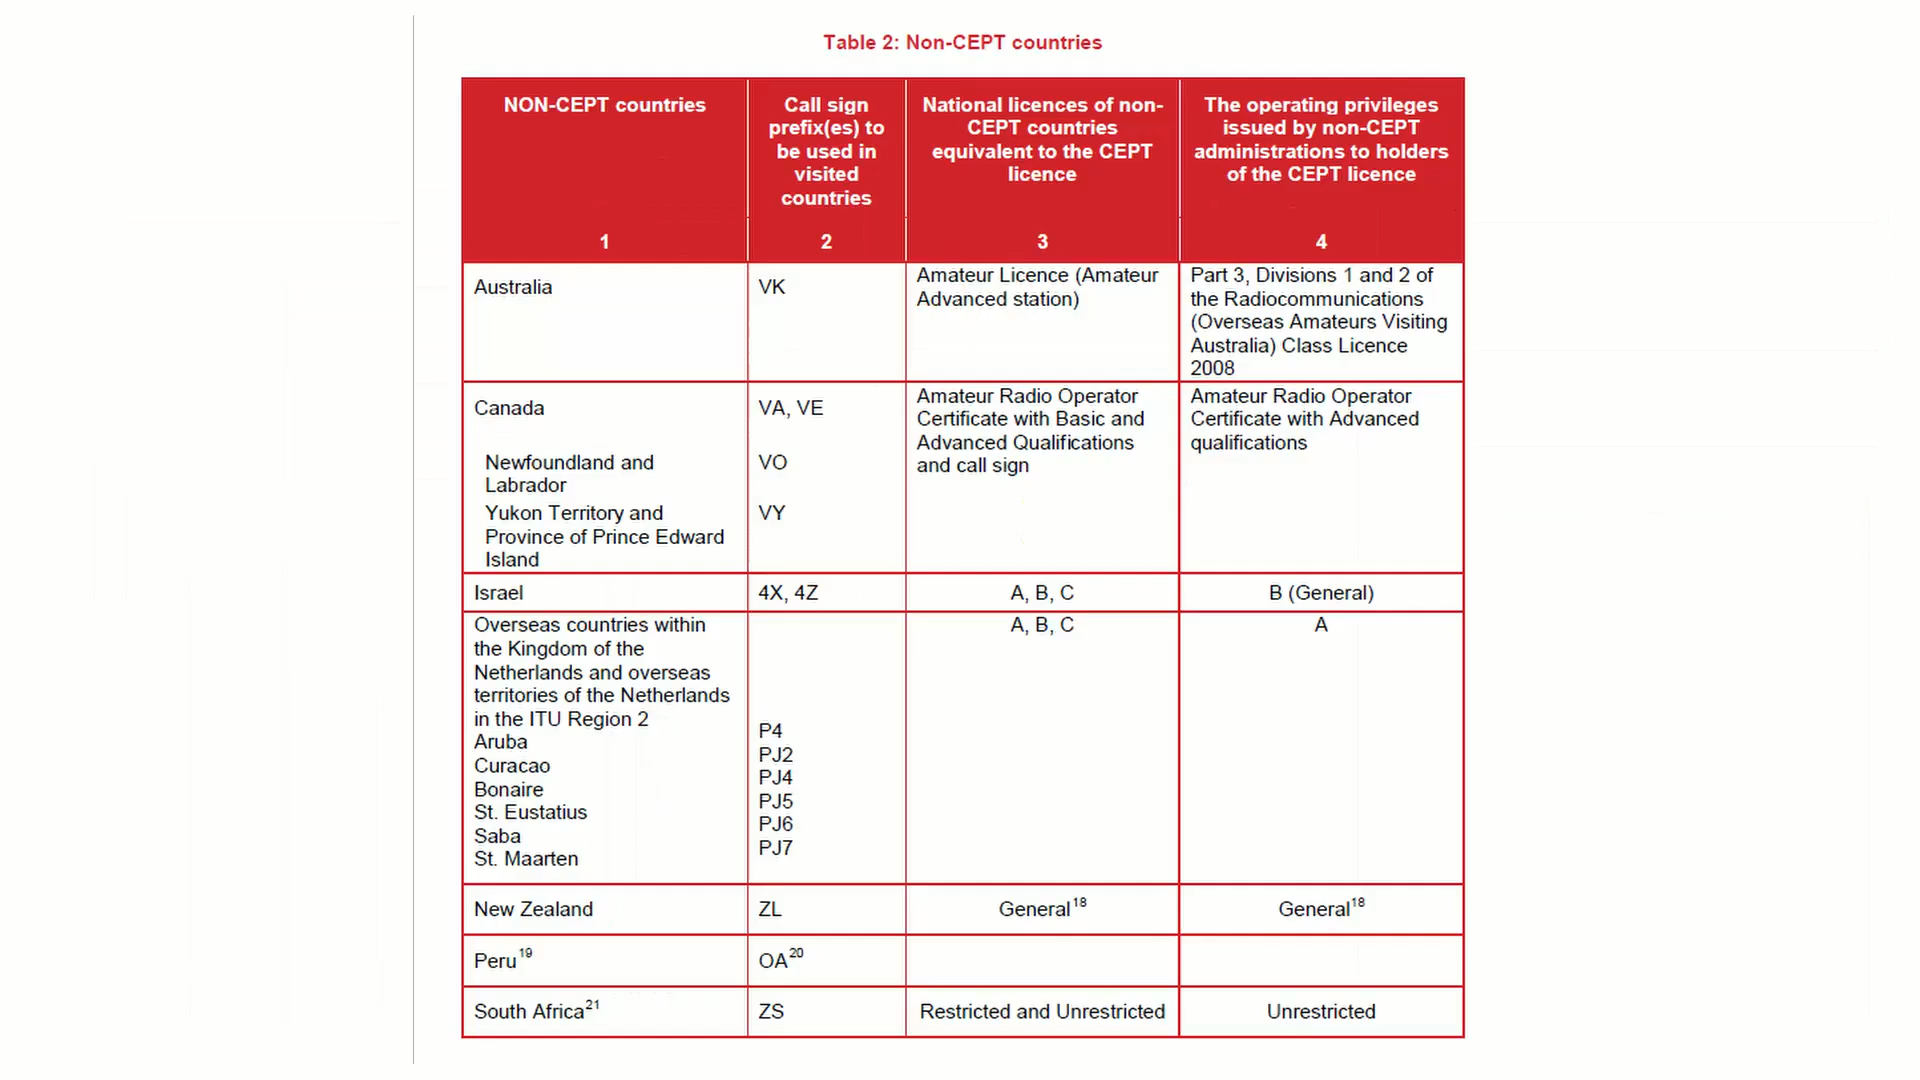 Table 2: Non-CEPT countries
NON-CEPT countries
Call sign
prefix(es) to
be used in
visited
countries
National licences of non-
CEPT countries
equivalent to the CEPT
licence
The operating privileges
issued by non-CEPT
administrations to holders
of the CEPT licence
1
2
3
4
Australia
VK
Amateur Licence (Amateur
Advanced station)
Part 3, Divisions 1 and 2 of
the Radiocommunications
(Overseas Amateurs Visiting
Australia) Class Licence
2008
Canada
VA, VE
Amateur Radio Operator
Certificate with Basic and
Advanced Qualifications
and call sign
Amateur Radio Operator
Certificate with Advanced
qualifications
Newfoundland and
Labrador
VO
Yukon Territory and
Province of Prince Edward
Island
VY
Israel
4X, 4Z
A, B, C
B (General)
Overseas countries within
the Kingdom of the
Netherlands and overseas
territories of the Netherlands
in the ITU Region 2
A, B, C
A
Aruba
P4
Curacao
PJ2
Bonaire
PJ4
St. Eustatius
PJ5
Saba
PJ6
St. Maarten
PJ7
New Zealand
ZL
General18
General18
Peru19
OA20
South Africa21
ZS
Restricted and Unrestricted
Unrestricted